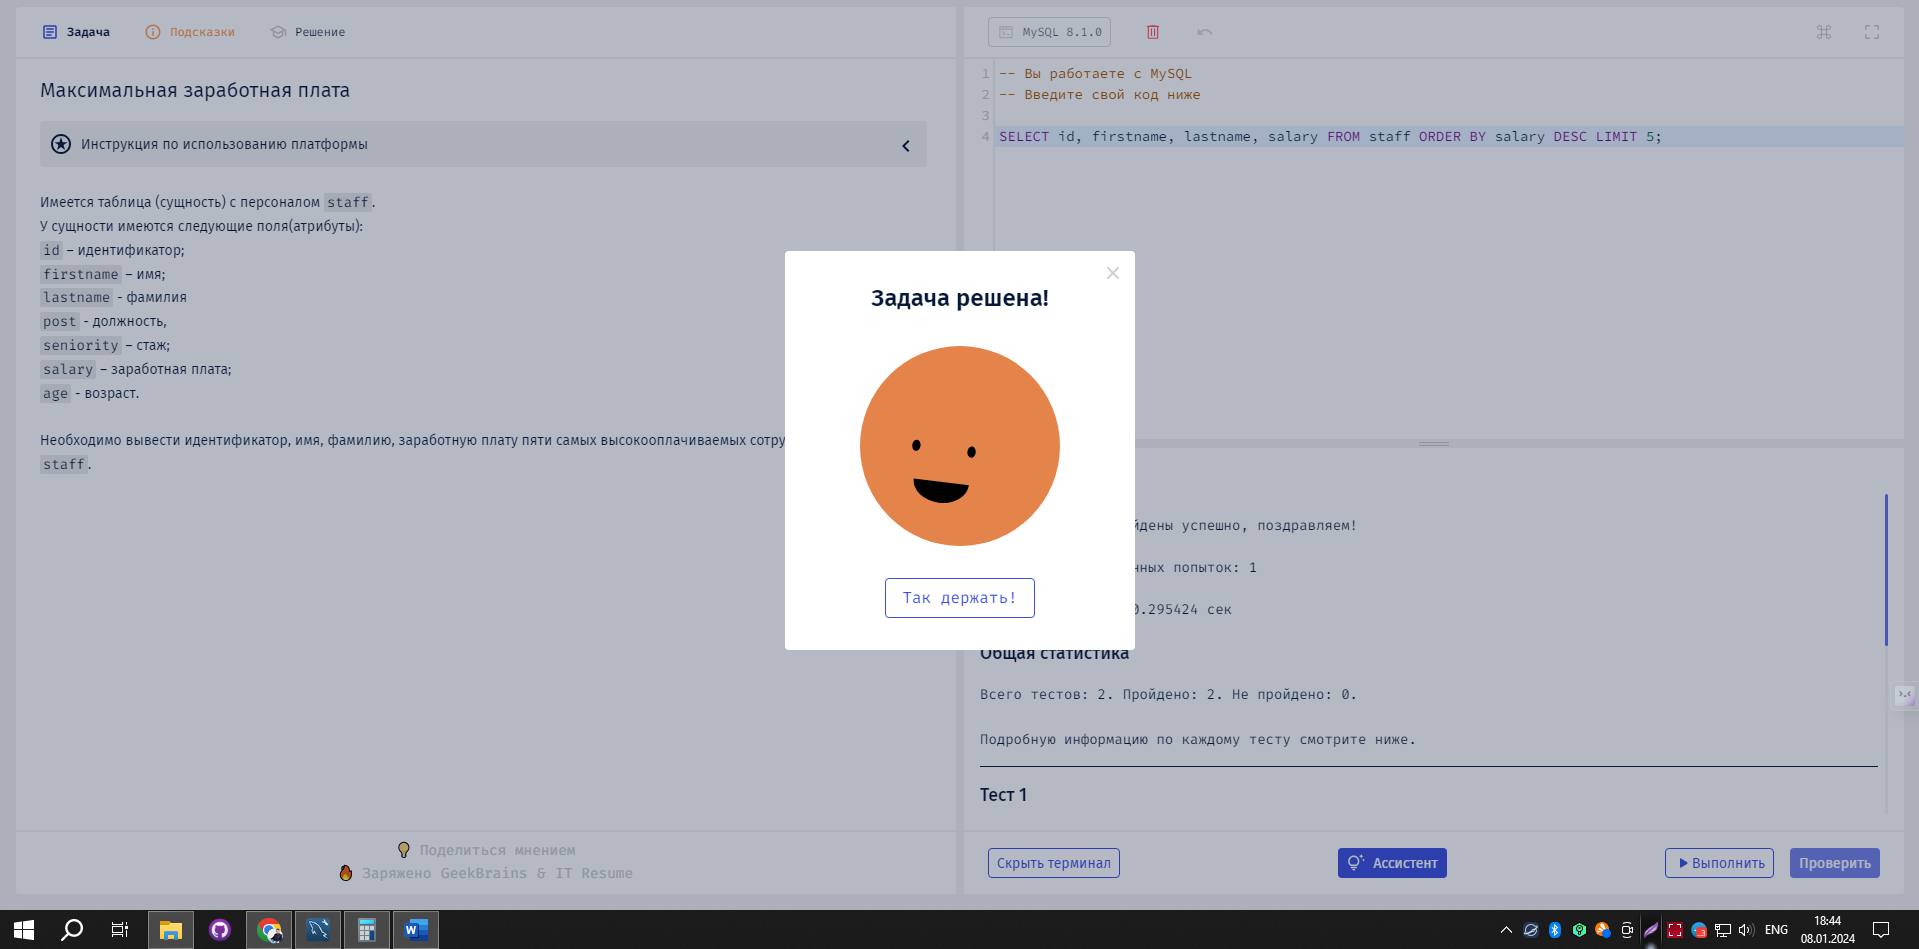 Задача
Подсказки
Решение
Максимальная заработная плата
Инструкция по использованию платформы
Имеется таблица (сущность) с персоналом staff.
У сущности имеются следующие поля(атрибуты):
id – идентификатор;
firstname – имя;
lastname - фамилия
post - должность,
seniority – стаж;
salary – заработная плата;
age - возраст.
Необходимо вывести идентификатор, имя, фамилию, заработную плату пяти самых высокооплачиваемых
staff.
Поделиться мнением
Заряжено GeekBrains & IT Resume
MySQL 8.1.0
1 -- Вы работаете с MySQL
2 -- Введите свой код ниже
3
4 SELECT id, firstname, lastname, salary FROM staff ORDER BY salary DESC LIMIT 5;
Задача решена!
Так держать!
успешно, поздравляем!
попыток: 1
0.295424 сек
Общая статистика
Всего тестов: 2. Пройдено: 2. Не пройдено: 0.
Подробную информацию по каждому тесту смотрите ниже.
Тест 1
Скрыть терминал
Ассистент
Выполнить
Проверить
ENG
18:44
08.01.2024